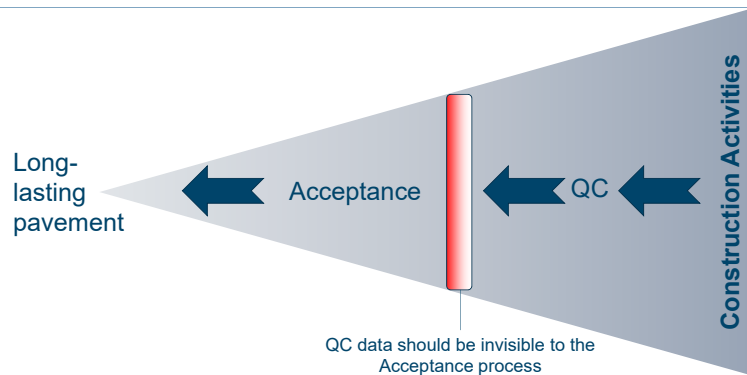 Long-
lasting
pavement
Acceptance
QC
Construction Activities
QC data should be invisible to the
Acceptance process